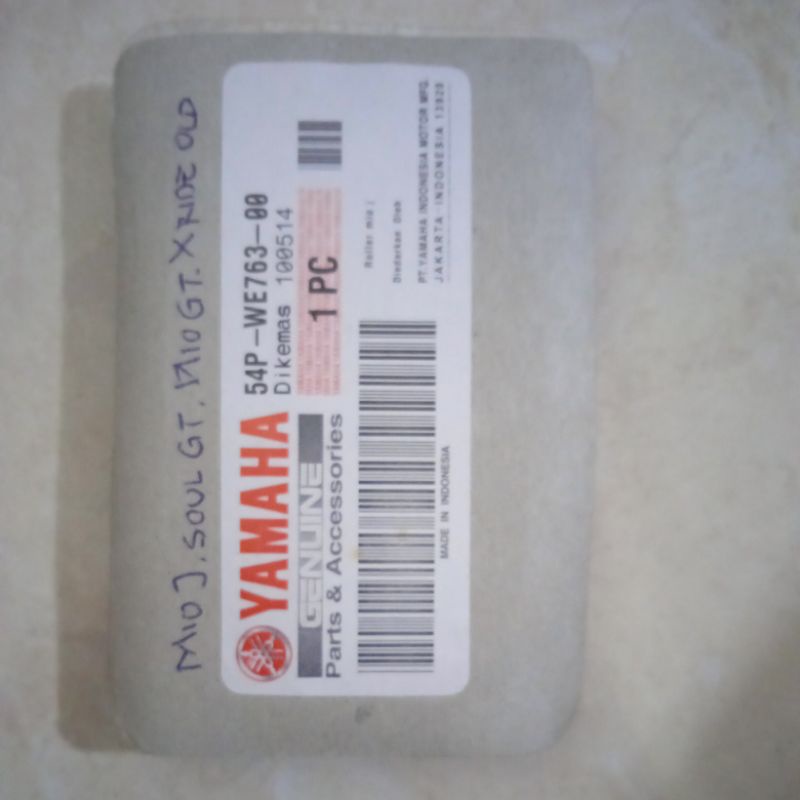 MIO J, SOUL GT, MIO GT. X RIDE OLD
YAMAHA
54P-WE763-00
Dikemas 100514
GENUINE
1 PC
Parts & Accessories
Diedarkan Oleh
PT.YAMAHA INDONESIA MOTOR MFG.
JAKARTA - INDONESIA 13920
MADE IN INDONESIA